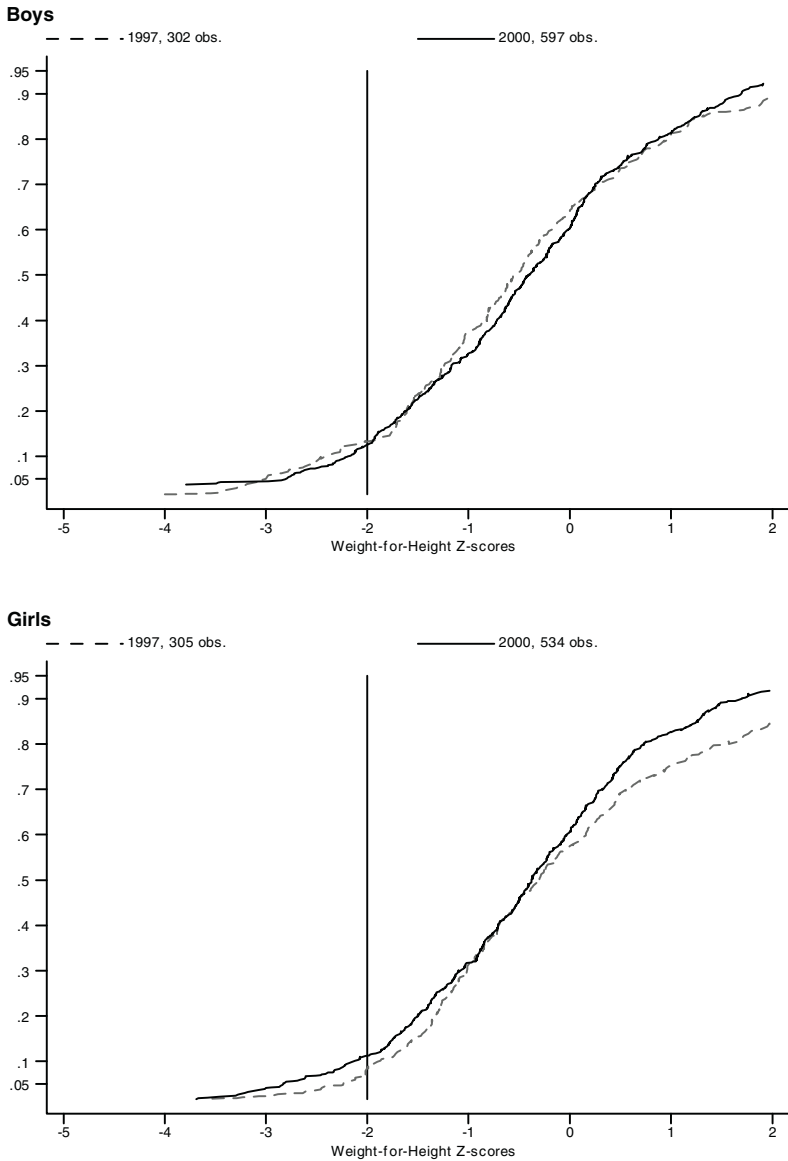 Boys
1997, 302 obs. 2000, 597 obs.
.95
.9
.8
.7
.6
.5
.4
.3
.2
.1
.05
-5 -4 -3 -2 -1 0 1 2
Weight-for-Height Z-scores
Girls
1997, 305 obs. 2000, 534 obs.
.95
.9
.8
.7
.6
.5
.4
.3
.2
.1
.05
-5 -4 -3 -2 -1 0 1 2
Weight-for-Height Z-scores